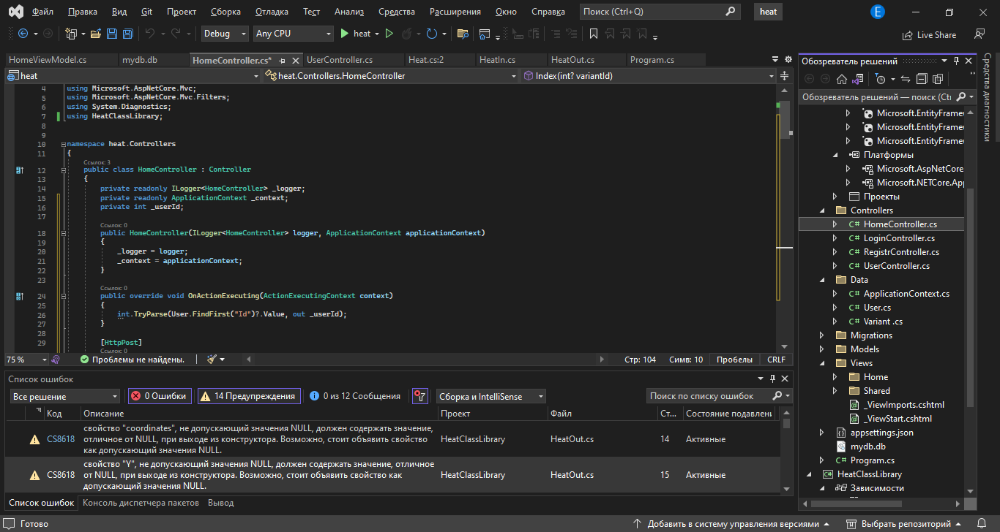 Файл Правка Вид Git Проект Сборка Отладка Тест Анализ Средства Расширения Окно Справка Поиск (Ctrl+Q) heat E
Debug Any CPU heat Live Share
HomeViewModel.cs mydb.db HomeController.cs* UserController.cs Heat.cs:2 HeatIn.cs HeatOut.cs Program.cs
heat heat.Controllers.HomeController Index(int? variantId)
4 using Microsoft.AspNetCore.Mvc;
5 using Microsoft.AspNetCore.Mvc.Filters;
6 using System.Diagnostics;
7 using HeatClassLibrary;
8
9
10 namespace heat.Controllers
11 {
Ссылок: 3
12 public class HomeController : Controller
13 {
14 private readonly ILogger<HomeController> _logger;
15 private readonly ApplicationContext _context;
16 private int _userId;
17
Ссылок: 0
18 public HomeController(ILogger<HomeController> logger, ApplicationContext applicationContext)
19 {
20 _logger = logger;
21 _context = applicationContext;
22 }
23
Ссылок: 0
24 public override void OnActionExecuting(ActionExecutingContext context)
25 {
26 int.TryParse(User.FindFirst("Id")?.Value, out _userId);
27 }
28
29 [HttpPost]
Ссылок: 0
75 % Проблемы не найдены. Стр: 104 Симв: 10 Пробелы CRLF
Список ошибок
Все решение 0 Ошибки 14 Предупреждения 0 из 12 Сообщения Сборка и IntelliSense Поиск по списку ошибок
Код Описание Проект Файл Ст... Состояние подавлени
CS8618 свойство "coordinates", не допускающий значения NULL, должен содержать значение, отличное от NULL, при выходе из конструктора. Возможно, стоит объявить свойство как допускающий значения NULL. HeatClassLibrary HeatOut.cs 14 Активные
CS8618 свойство "Y", не допускающий значения NULL, должен содержать значение, отличное от NULL, при выходе из конструктора. Возможно, стоит объявить свойство как допускающий значения NULL. HeatClassLibrary HeatOut.cs 15 Активные
Список ошибок Консоль диспетчера пакетов Вывод
Обозреватель решений
Обозреватель решений — поиск (Ctr
Microsoft.EntityFramew
Microsoft.EntityFramew
Microsoft.EntityFramew
Платформы
Microsoft.AspNetCore
Microsoft.NETCore.App
Проекты
Controllers
HomeController.cs
LoginController.cs
RegistrController.cs
UserController.cs
Data
ApplicationContext.cs
User.cs
Variant .cs
Migrations
Models
Views
Home
Shared
_ViewImports.cshtml
_ViewStart.cshtml
appsettings.json
mydb.db
Program.cs
HeatClassLibrary
Зависимости
Средства диагностики
Готово Добавить в систему управления версиями Выбрать репозиторий